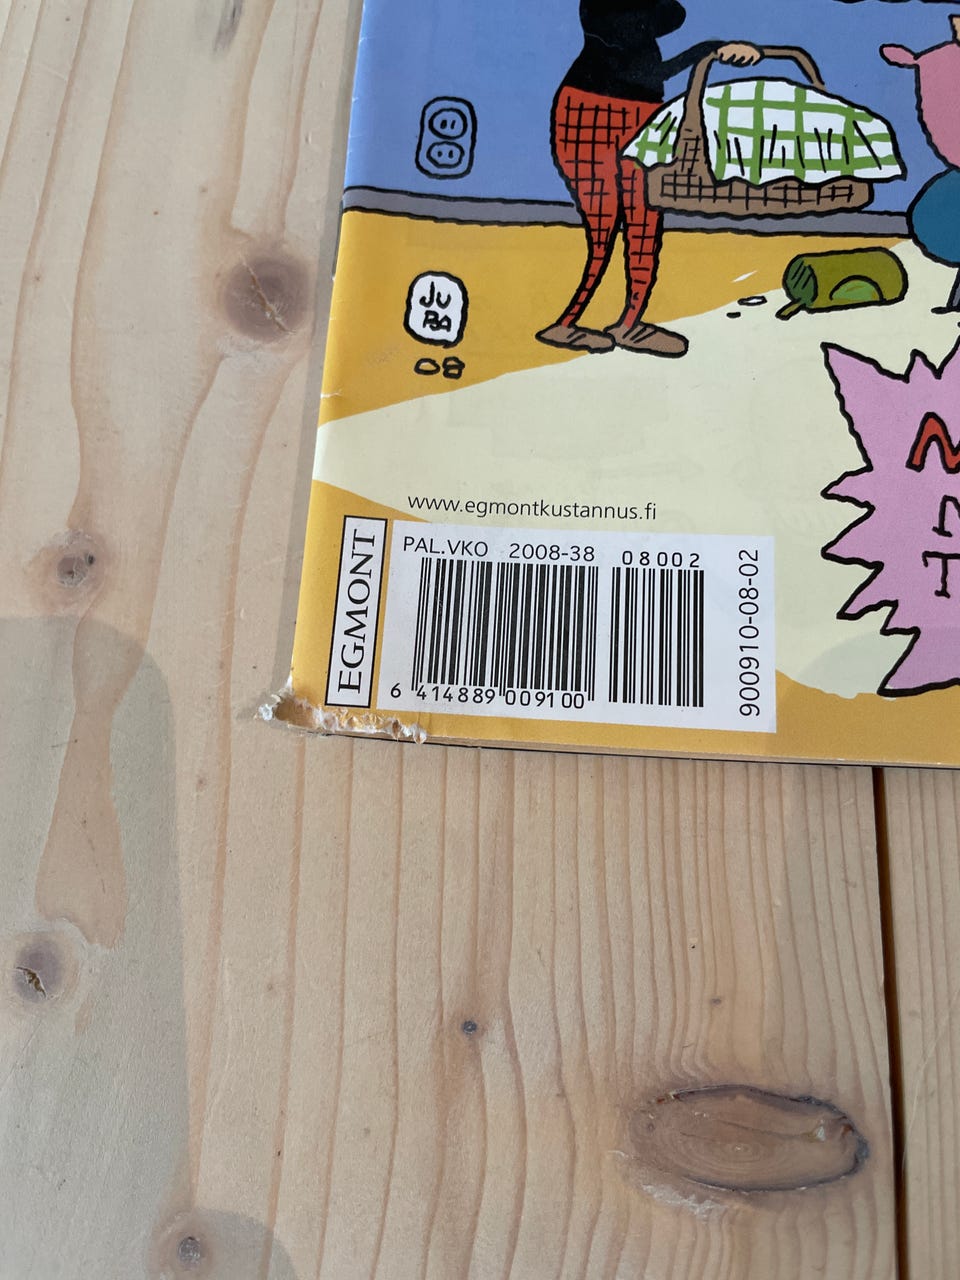 JU
BA
08
www.egmontkustannus.fi
EGMONT
PAL.VKO 2008-38 08002
6 414889 009100
900910-08-02